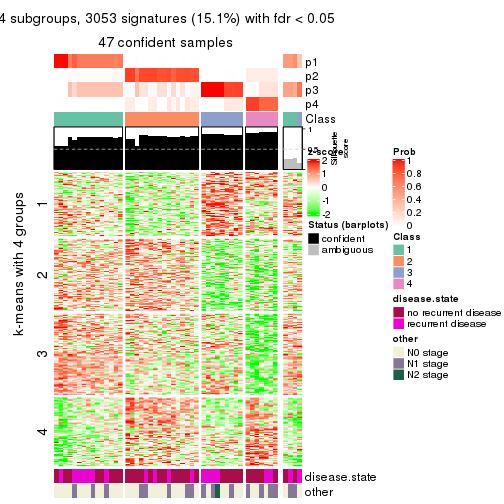 4 subgroups, 3053 signatures (15.1%) with fdr < 0.05
47 confident samples
p1
p2
p3
p4
Class
1
0.5
0
Silhouette
score
k-means with 4 groups
1
2
3
4
z-score
2
1
0
-1
-2
Status (barplots)
confident
ambiguous
Prob
1
0.8
0.6
0.4
0.2
0
Class
1
2
3
4
disease.state
no recurrent disease
recurrent disease
other
N0 stage
N1 stage
N2 stage
disease.state
other